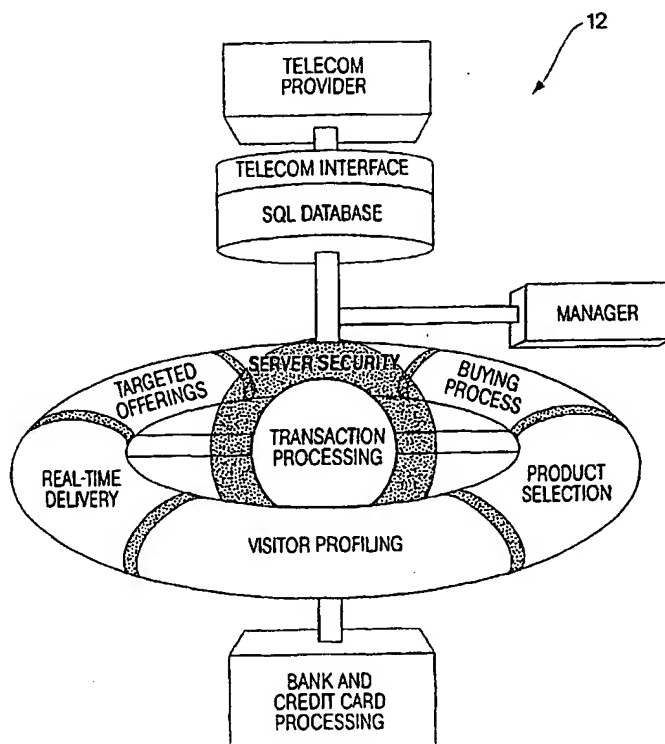 12
TELECOM
PROVIDER
TELECOM INTERFACE
SQL DATABASE
MANAGER
SERVER SECURITY
TARGETED
OFFERINGS
BUYING
PROCESS
TRANSACTION
PROCESSING
REAL-TIME
DELIVERY
PRODUCT
SELECTION
VISITOR PROFILING
BANK AND
CREDIT CARD
PROCESSING